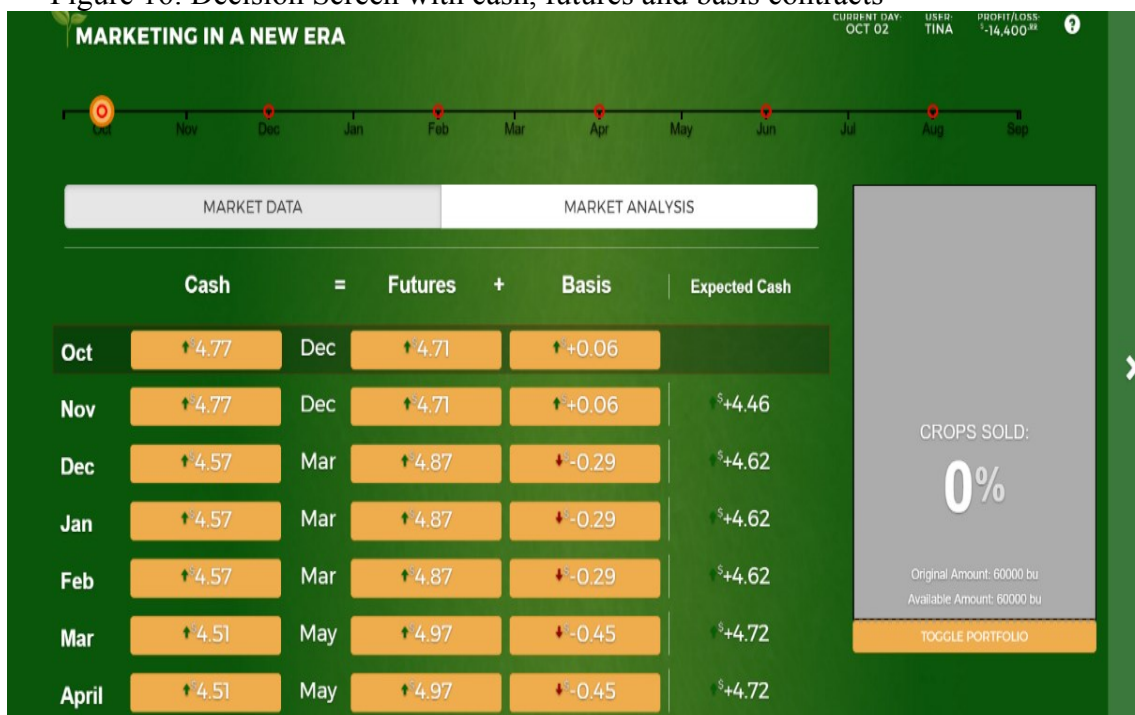 Figure 10: Decision Screen with cash, futures and basis contracts
MARKETING IN A NEW ERA
CURRENT DAY: OCT 02
USER: TINA
PROFIT/LOSS: $-14,400
?
Oct Nov Dec Jan Feb Mar Apr May Jun Jul Aug Sep
MARKET DATA MARKET ANALYSIS
Cash = Futures + Basis Expected Cash
Oct $4.77 Dec $4.71 $+0.06
Nov $4.77 Dec $4.71 $+0.06 $+4.46
Dec $4.57 Mar $4.87 $-0.29 $+4.62
Jan $4.57 Mar $4.87 $-0.29 $+4.62
Feb $4.57 Mar $4.87 $-0.29 $+4.62
Mar $4.51 May $4.97 $-0.45 $+4.72
April $4.51 May $4.97 $-0.45 $+4.72
CROPS SOLD:
0%
Original Amount: 60000 bu
Available Amount: 60000 bu
TOGGLE PORTFOLIO